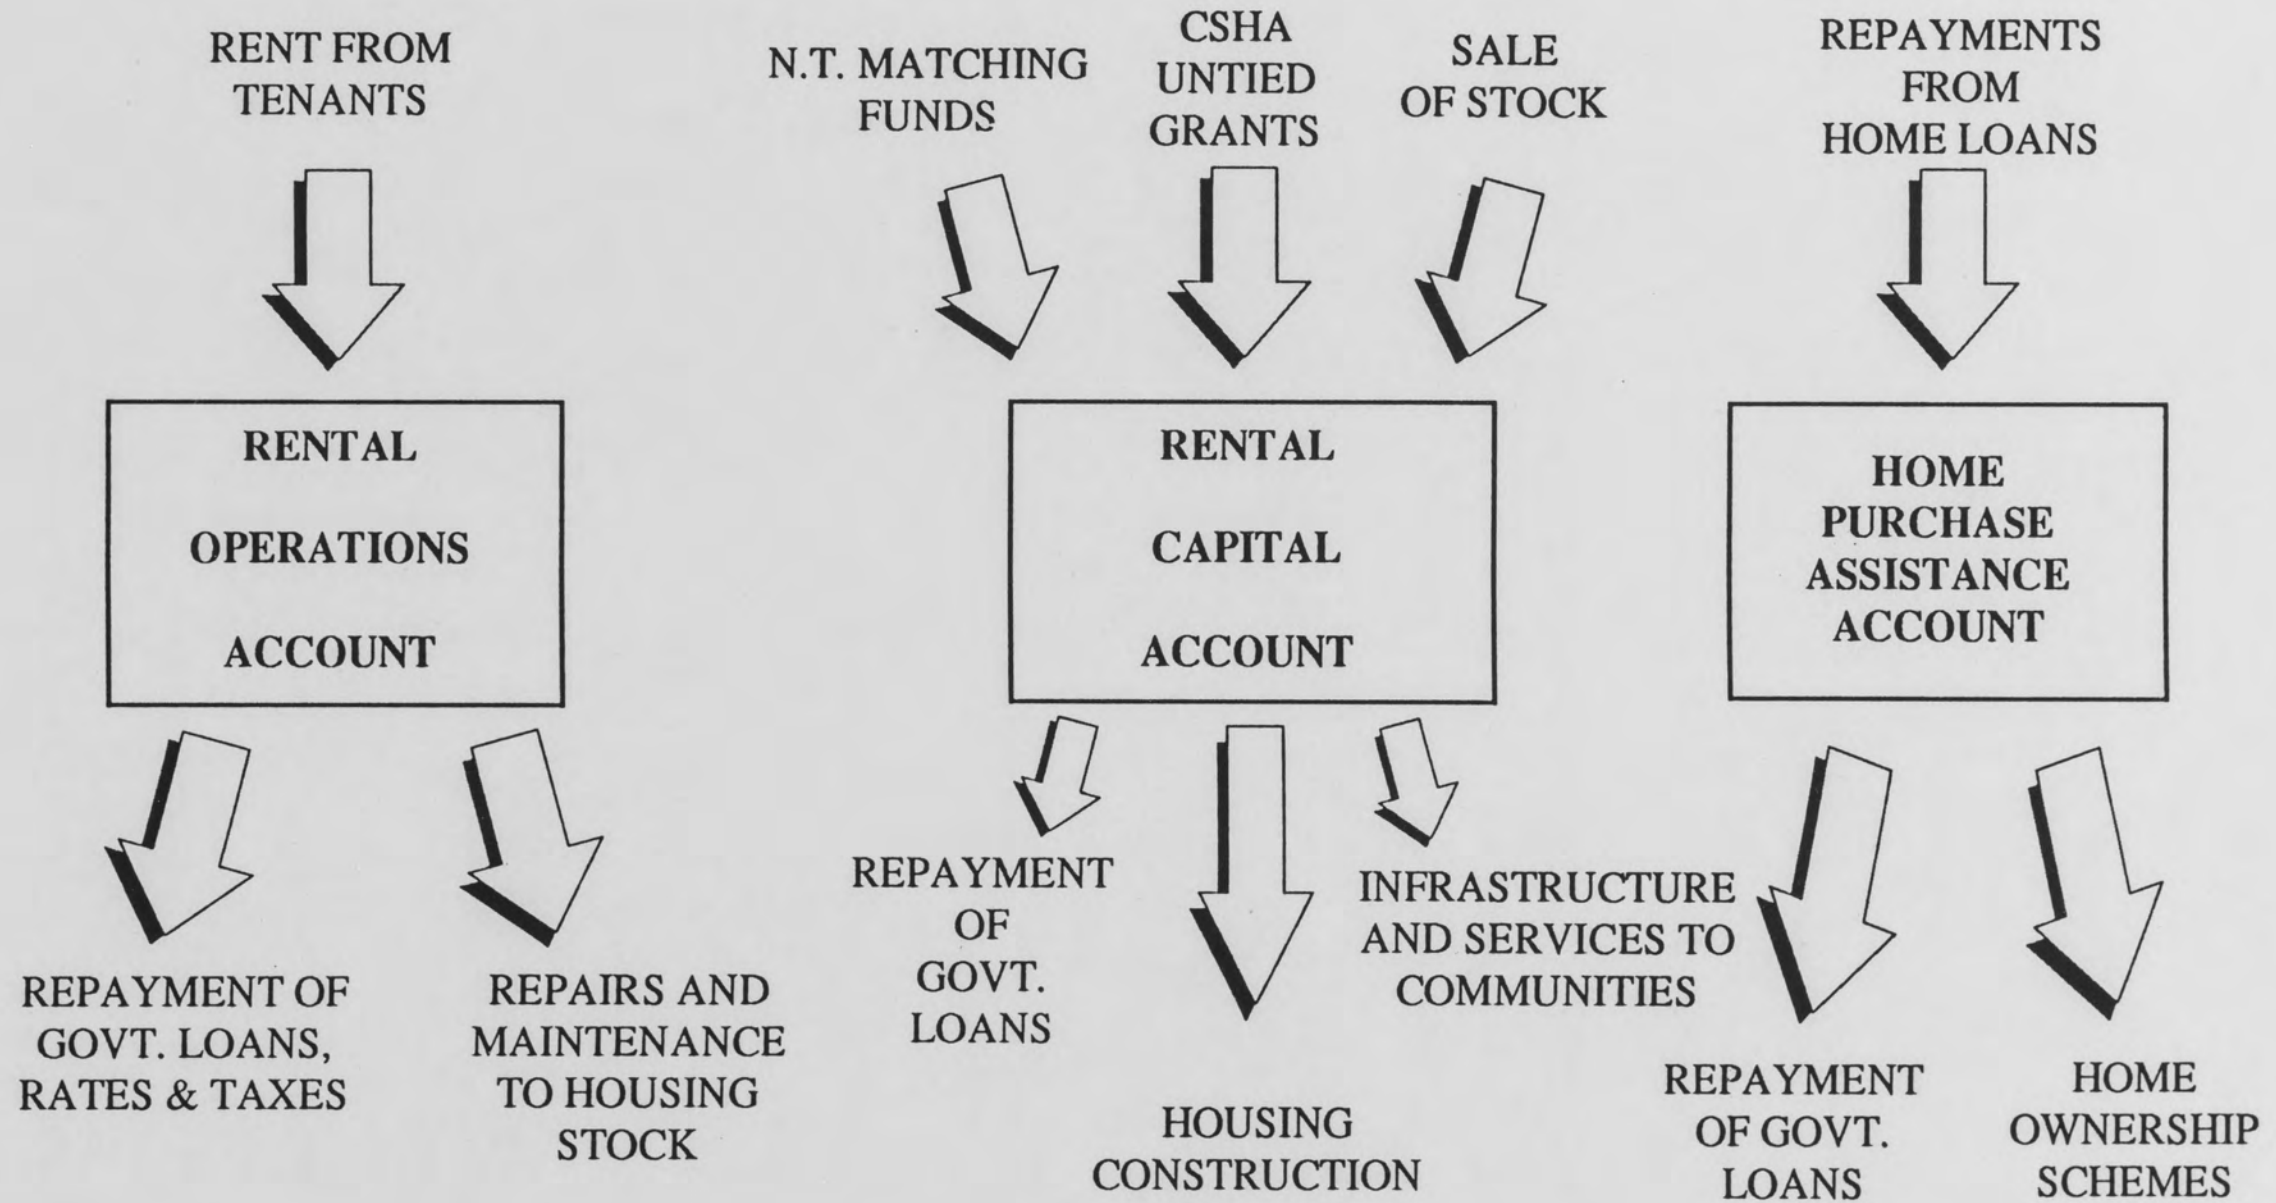 RENT FROM
TENANTS
N.T. MATCHING
FUNDS
CSHA
UNTIED
GRANTS
SALE
OF STOCK
REPAYMENTS
FROM
HOME LOANS
RENTAL
OPERATIONS
ACCOUNT
RENTAL
CAPITAL
ACCOUNT
HOME
PURCHASE
ASSISTANCE
ACCOUNT
REPAYMENT OF
GOVT. LOANS,
RATES & TAXES
REPAIRS AND
MAINTENANCE
TO HOUSING
STOCK
REPAYMENT
OF
GOVT.
LOANS
HOUSING
CONSTRUCTION
INFRASTRUCTURE
AND SERVICES TO
COMMUNITIES
REPAYMENT
OF GOVT.
LOANS
HOME
OWNERSHIP
SCHEMES